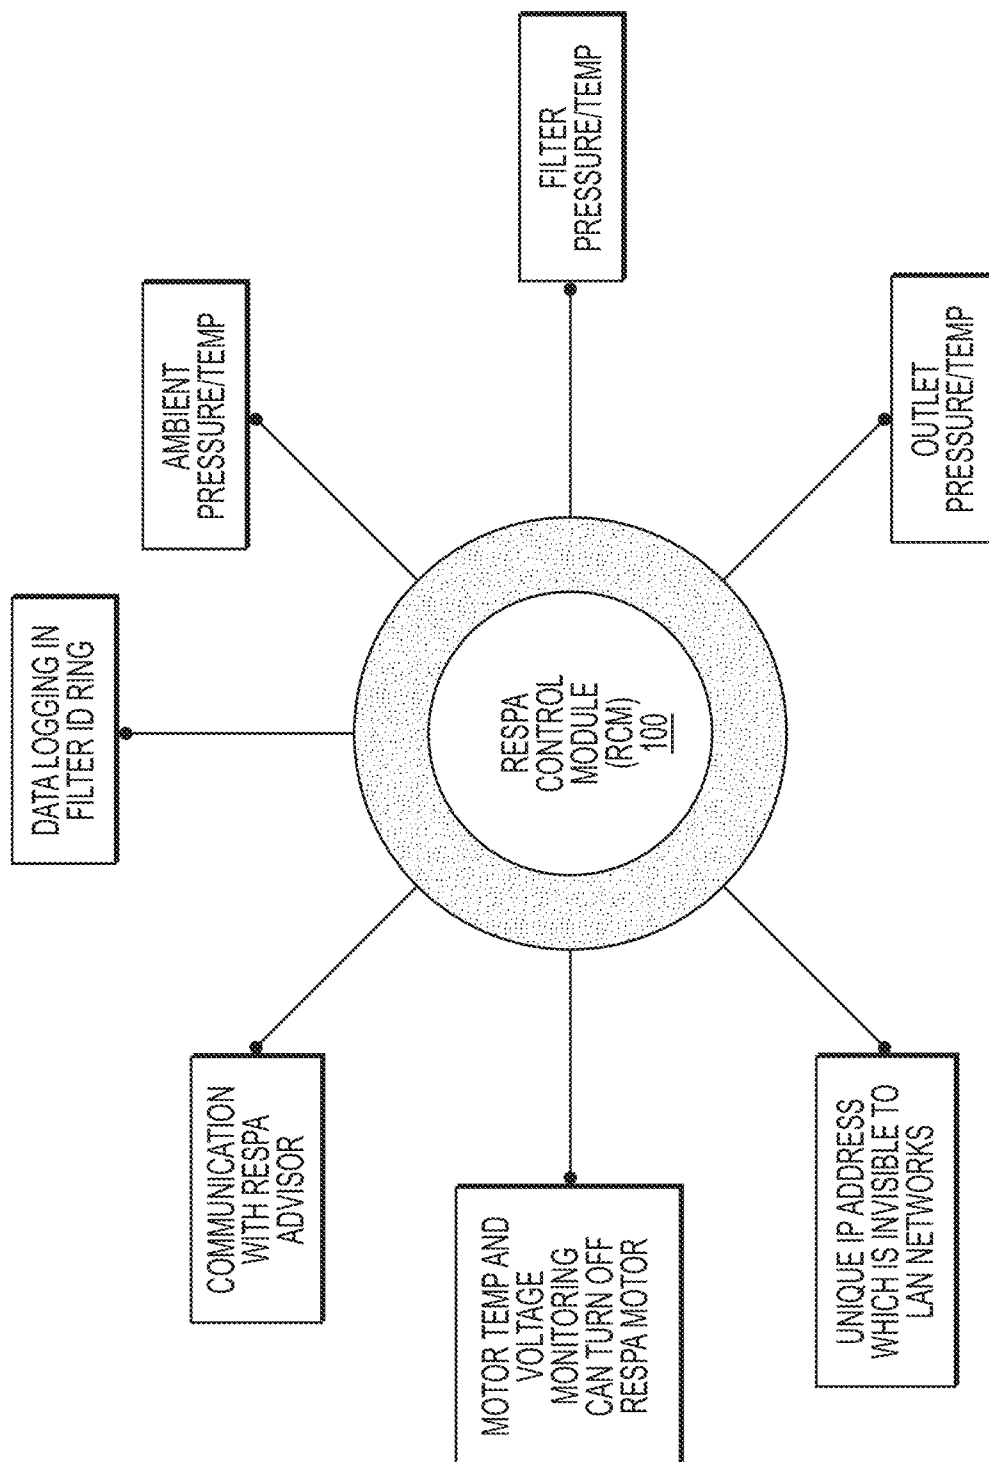 DATA LOGGING IN
FILTER ID RING
AMBIENT
PRESSURE/TEMP
FILTER
PRESSURE/TEMP
OUTLET
PRESSURE/TEMP
RESPA
CONTROL
MODULE
(RCM)
100
COMMUNICATION
WITH RESPA
ADVISOR
MOTOR TEMP AND
VOLTAGE
MONITORING
CAN TURN OFF
RESPA MOTOR
UNIQUE IP ADDRESS
WHICH IS INVISIBLE TO
LAN NETWORKS